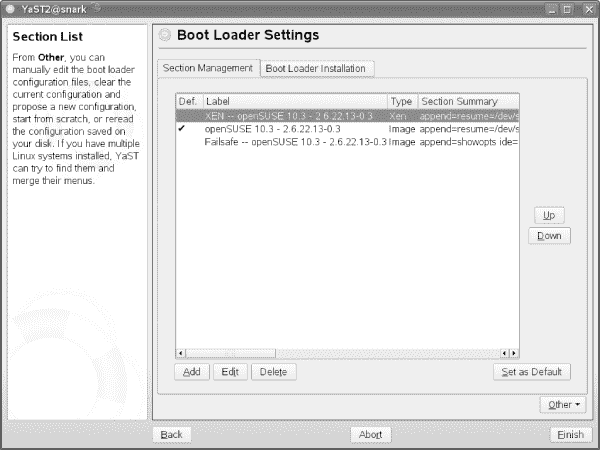 YaST2@snark
Section List
From Other, you can
manually edit the boot loader
configuration files, clear the
current configuration and
propose a new configuration,
start from scratch, or reread
the configuration saved on
your disk. If you have multiple
Linux systems installed, YaST
can try to find them and
merge their menus.
Boot Loader Settings
Section Management
Boot Loader Installation
Def. Label Type Section Summary
XEN -- openSUSE 10.3 - 2.6.22.13-0.3 Xen append=resume=/dev/s
✔ openSUSE 10.3 - 2.6.22.13-0.3 Image append=resume=/dev/s
Failsafe -- openSUSE 10.3 - 2.6.22.13-0.3 Image append=showopts ide=
Up
Down
Add Edit Delete Set as Default
Other
Back Abort Finish